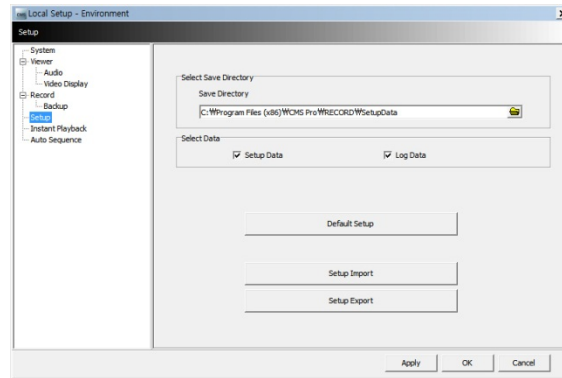 Local Setup - Environment
Setup
System
Viewer
Audio
Video Display
Record
Backup
Setup
Instant Playback
Auto Sequence
Select Save Directory
Save Directory
C:₩Program Files (x86)₩CMS Pro₩RECORD₩SetupData
Select Data
Setup Data
Log Data
Default Setup
Setup Import
Setup Export
Apply
OK
Cancel